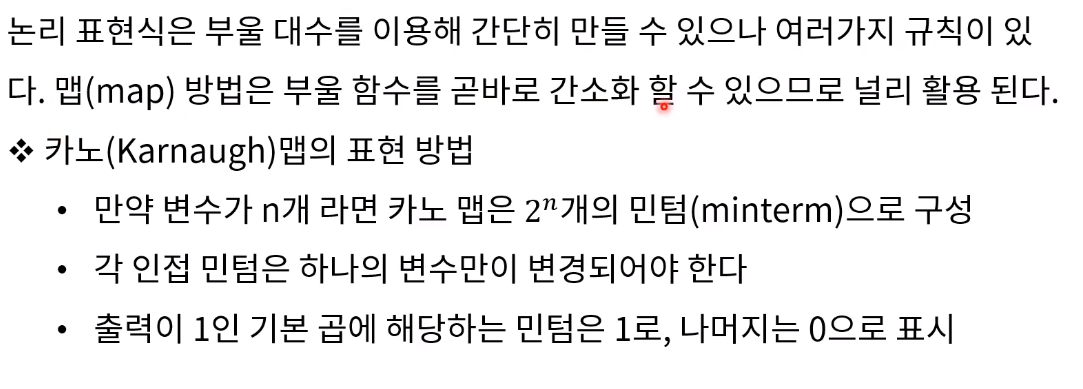 논리 표현식은 부울 대수를 이용해 간단히 만들 수 있으나 여러가지 규칙이 있
다. 맵(map) 방법은 부울 함수를 곧바로 간소화 할 수 있으므로 널리 활용 된다.
❖ 카노(Karnaugh)맵의 표현 방법
• 만약 변수가 n개 라면 카노 맵은 2ⁿ개의 민텀(minterm)으로 구성
• 각 인접 민텀은 하나의 변수만이 변경되어야 한다
• 출력이 1인 기본 곱에 해당하는 민텀은 1로, 나머지는 0으로 표시